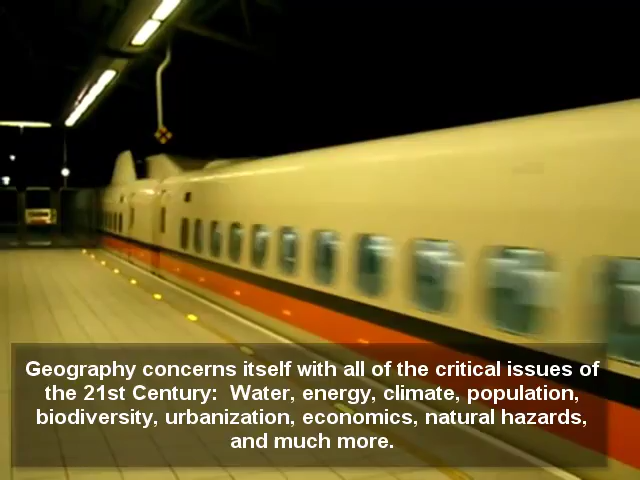 Geography concerns itself with all of the critical issues of
the 21st Century:  Water, energy, climate, population,
biodiversity, urbanization, economics, natural hazards,
and much more.